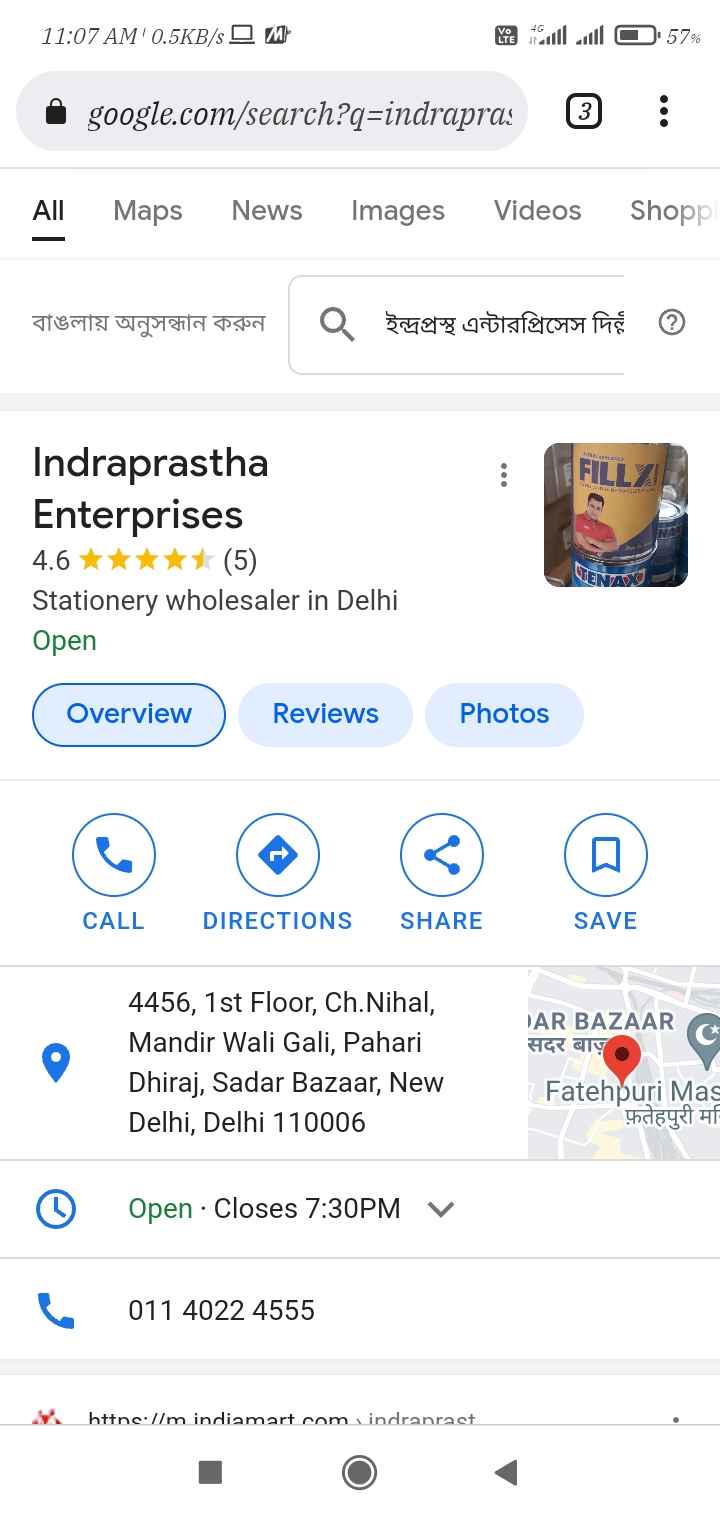 11:07 AM 0.5KB/s
Vo LTE 4G 57%
google.com/search?q=indrapras
3
All Maps News Images Videos Shoppi
বাঙলায় অনুসন্ধান করুন ইন্দ্রপ্রস্থ এন্টারপ্রিসেস
Indraprastha
Enterprises
4.6 (5)
Stationery wholesaler in Delhi
Open
FILLX
TENAX
Overview Reviews Photos
CALL DIRECTIONS SHARE SAVE
4456, 1st Floor, Ch.Nihal,
Mandir Wali Gali, Pahari
Dhiraj, Sadar Bazaar, New
Delhi, Delhi 110006
AR BAZAAR
सदर
Fatehpuri Mas
फ़तेहपुरी
Open · Closes 7:30PM
011 4022 4555
https://m.indiamart.com › indraprast